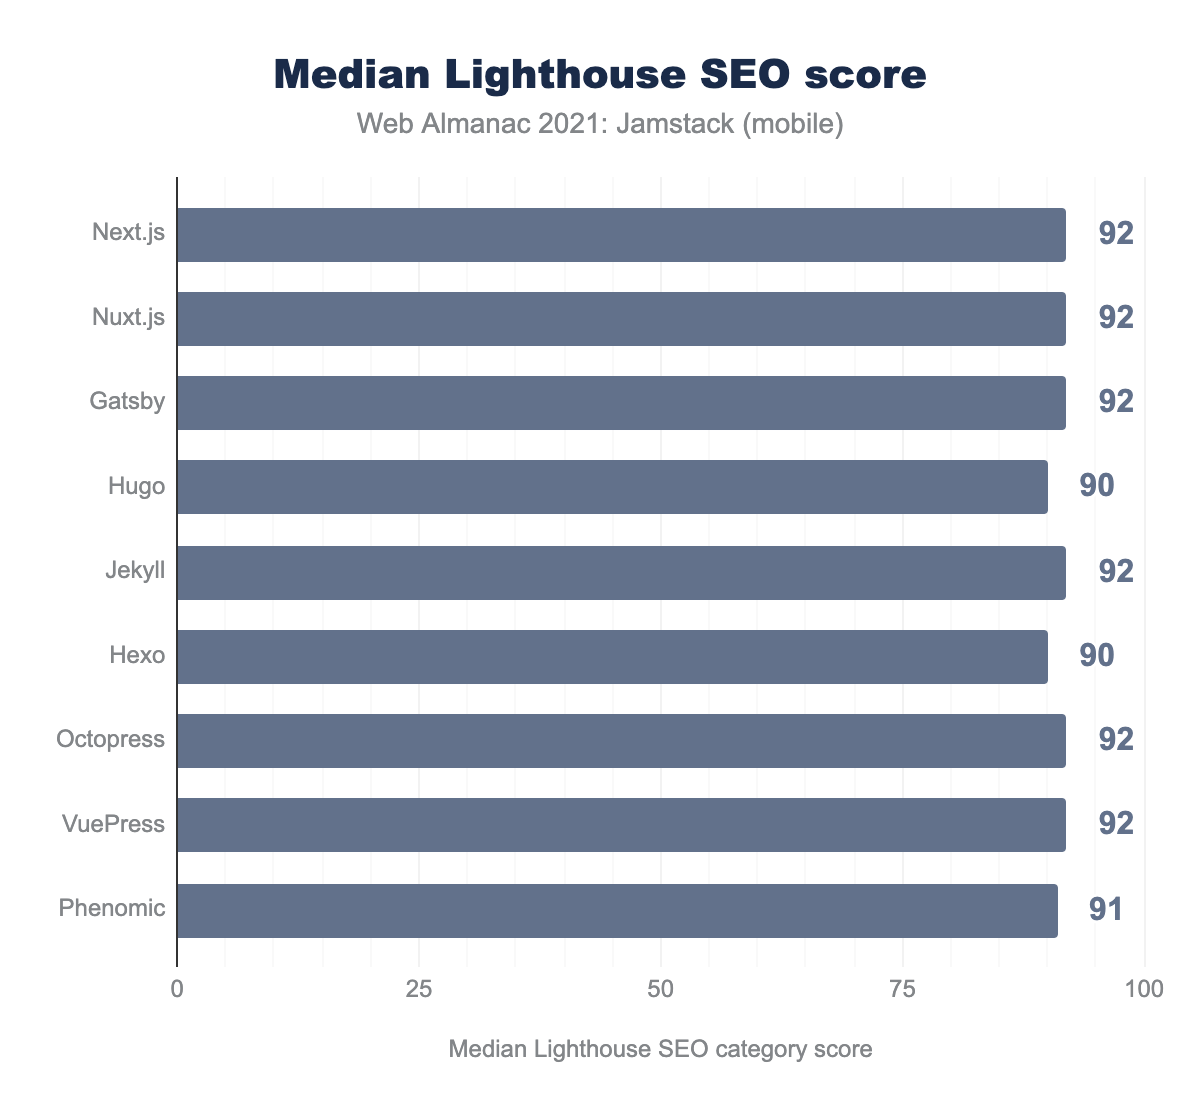 Median Lighthouse SEO score
Web Almanac 2021: Jamstack (mobile)
Next.js 92
Nuxt.js 92
Gatsby 92
Hugo 90
Jekyll 92
Hexo 90
Octopress 92
VuePress 92
Phenomic 91
0 25 50 75 100
Median Lighthouse SEO category score